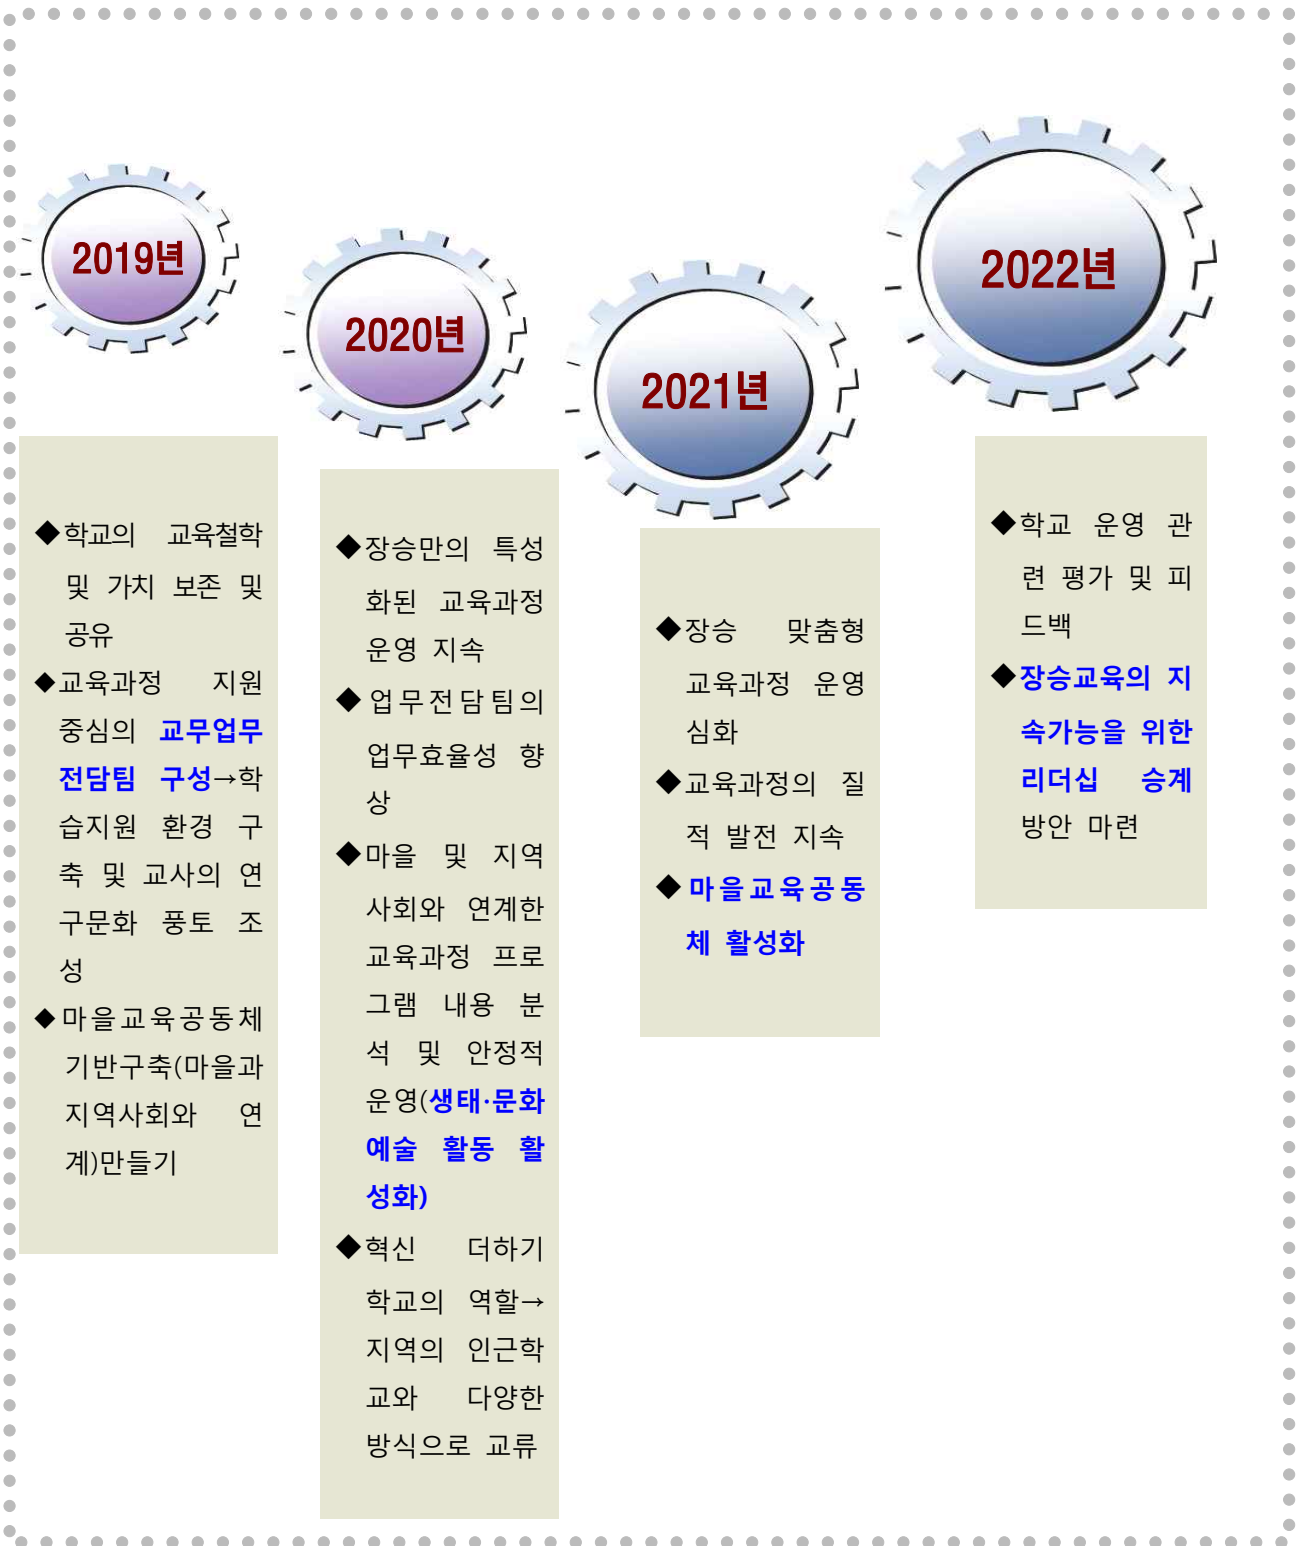 2019년
◆학교의 교육철학
및 가치 보존 및
공유
◆교육과정 지원
중심의 교무업무
전담팀 구성→학
습지원 환경 구
축 및 교사의 연
구문화 풍토 조
성
◆마을교육공동체
기반구축(마을과
지역사회와 연
계)만들기
2020년
◆장승만의 특성
화된 교육과정
운영 지속
◆업무전담팀의
업무효율성 향
상
◆마을 및 지역
사회와 연계한
교육과정 프로
그램 내용 분
석 및 안정적
운영(생태·문화
예술 활동 활
성화)
◆혁신 더하기
학교의 역할→
지역의 인근학
교와 다양한
방식으로 교류
2021년
◆장승 맞춤형
교육과정 운영
심화
◆교육과정의 질
적 발전 지속
◆마을교육공동
체 활성화
2022년
◆학교 운영 관
련 평가 및 피
드백
◆장승교육의 지
속가능을 위한
리더십 승계
방안 마련